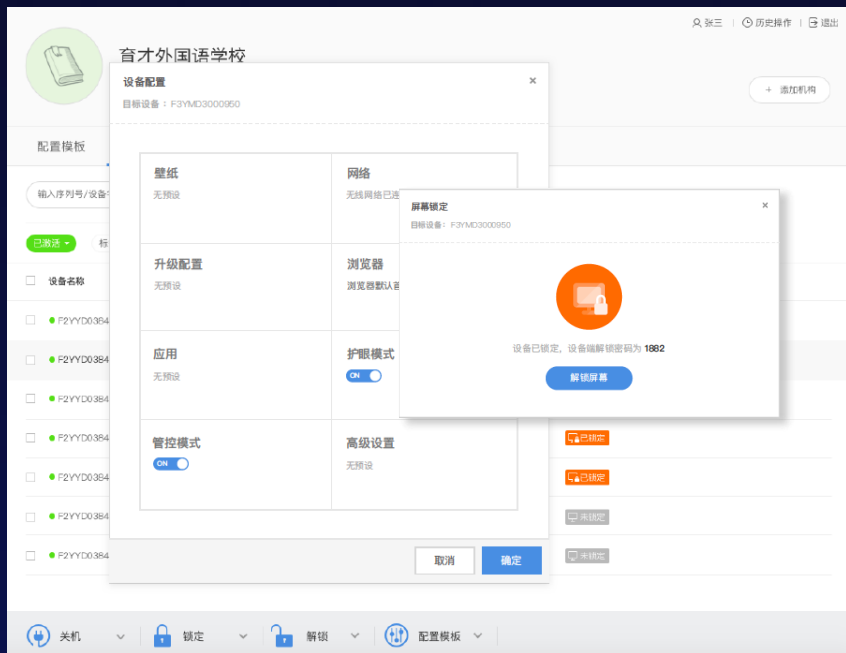 张三 | 历史操作 | 退出
育才外国语学校
+ 添加机构
设备配置 ×
目标设备：F3YMD3000950
配置模板
壁纸
无预设
网络
无线网络已连
输入序列号/设备
屏幕锁定 ×
目标设备：F3YMD3000950
已激活
标
升级配置
无预设
浏览器
浏览器默认首
设备名称
设备已锁定，设备端解锁密码为 1882
解锁屏幕
F2YYD0384
应用
无预设
护眼模式
ON
F2YYD0384
F2YYD0384
管控模式
ON
高级设置
无预设
F2YYD0384
已锁定
F2YYD0384
已锁定
F2YYD0384
未锁定
F2YYD0384
未锁定
取消
确定
关机
锁定
解锁
配置模板